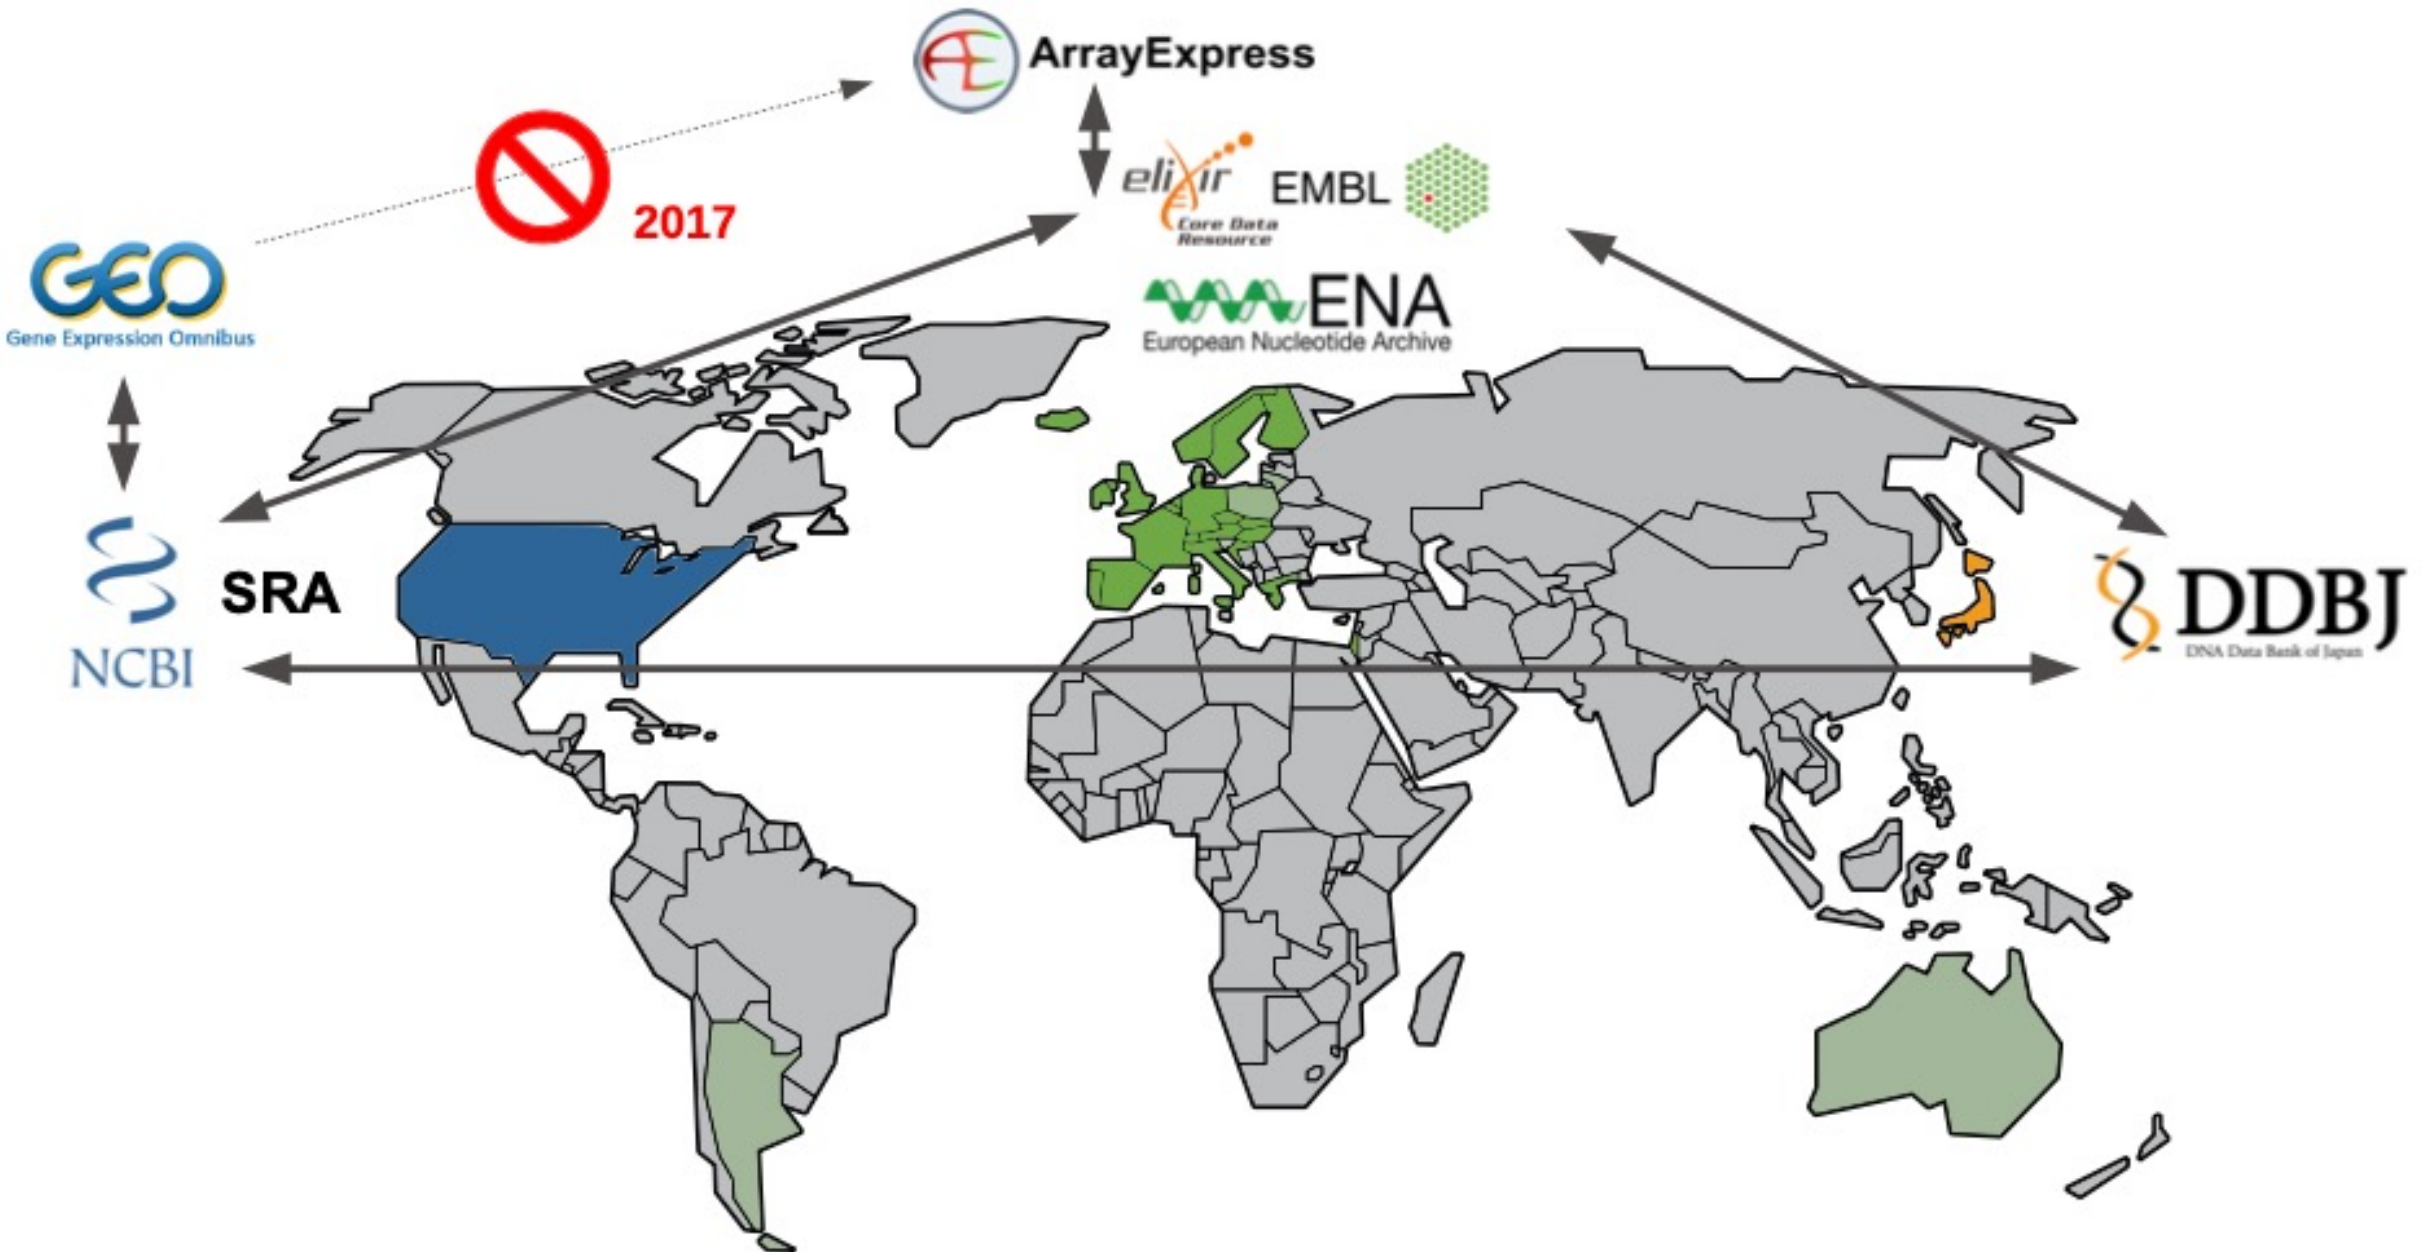 ArrayExpress
2017
elixir
Core Data
Resource
EMBL
GEO
Gene Expression Omnibus
ENA
European Nucleotide Archive
SRA
NCBI
DDBJ
DNA Data Bank of Japan